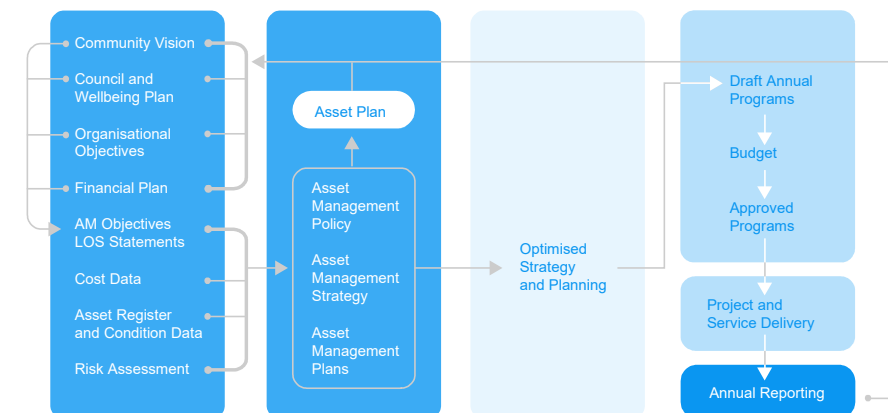 Community Vision
Council and
Wellbeing Plan
Organisational
Objectives
Financial Plan
AM Objectives
LOS Statements
Cost Data
Asset Register
and Condition Data
Risk Assessment
Asset Plan
Asset
Management
Policy
Asset
Management
Strategy
Asset
Management
Plans
Optimised
Strategy
and Planning
Draft Annual
Programs
Budget
Approved
Programs
Project and
Service Delivery
Annual Reporting